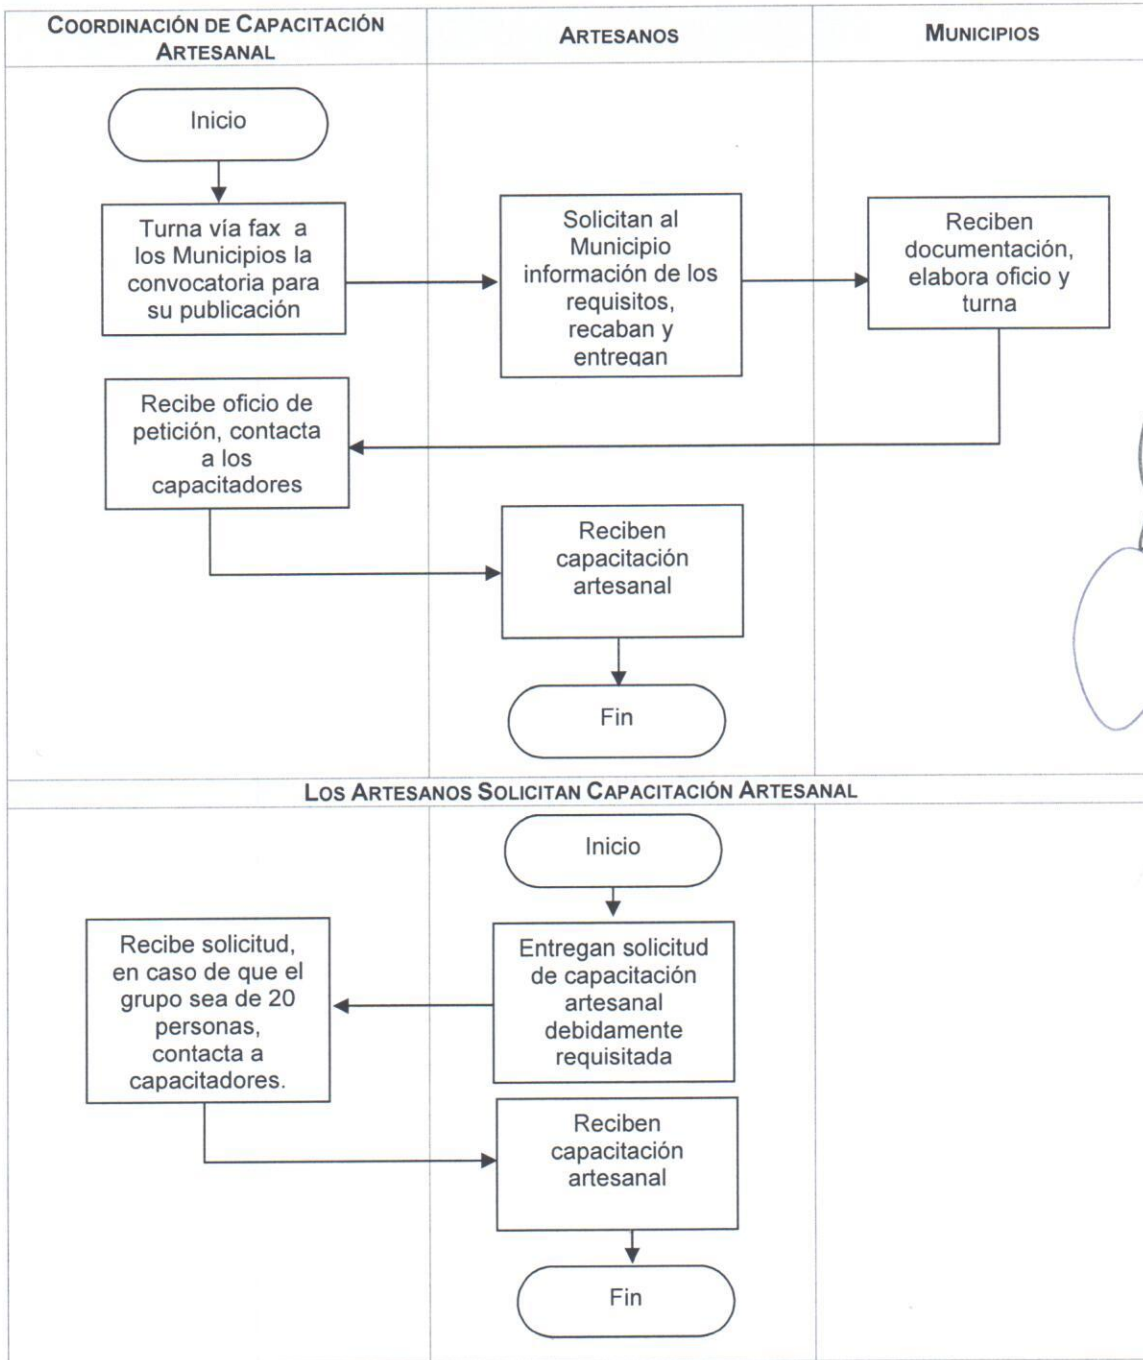 COORDINACIÓN DE CAPACITACIÓN
ARTESANAL
ARTESANOS
MUNICIPIOS
Inicio
Turna vía fax a
los Municipios la
convocatoria para
su publicación
Solicitan al
Municipio
información de los
requisitos,
recaban y
entregan
Reciben
documentación,
elabora oficio y
turna
Recibe oficio de
petición, contacta
a los
capacitadores
Reciben
capacitación
artesanal
Fin
LOS ARTESANOS SOLICITAN CAPACITACIÓN ARTESANAL
Inicio
Entregan solicitud
de capacitación
artesanal
debidamente
requisitada
Recibe solicitud,
en caso de que el
grupo sea de 20
personas,
contacta a
capacitadores.
Reciben
capacitación
artesanal
Fin